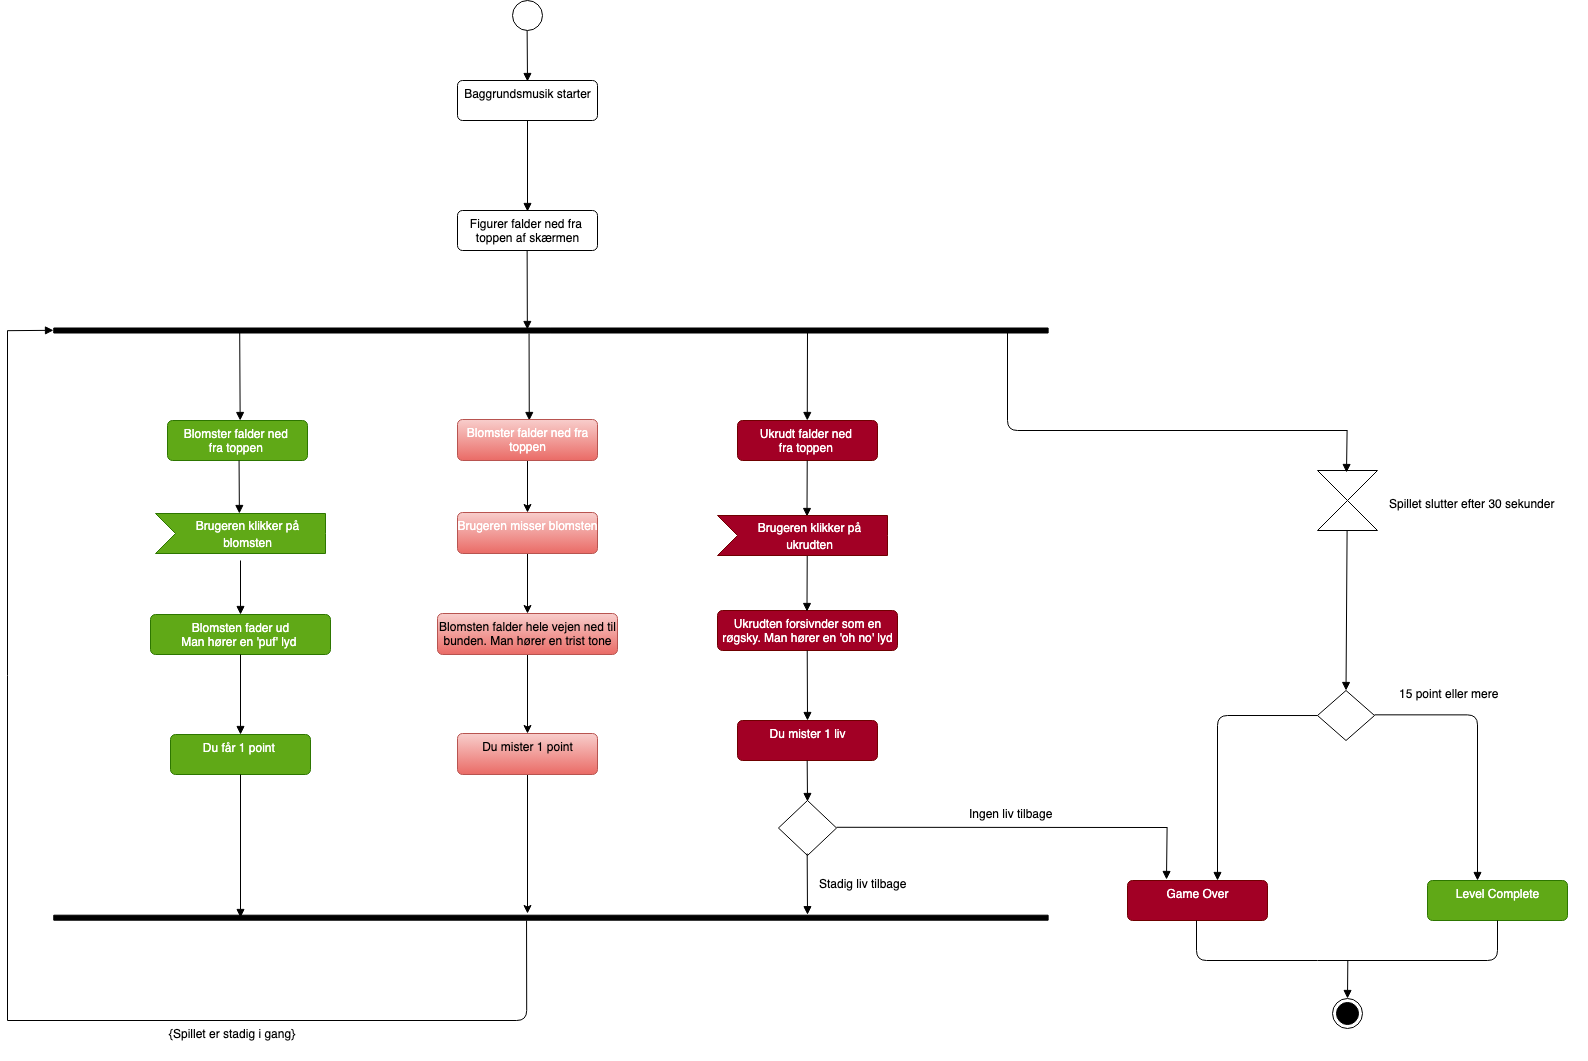 Baggrundsmusik starter
Figurer falder ned fra
toppen af skærmen
Blomster falder ned
fra toppen
Blomster falder ned fra
toppen
Ukrudt falder ned
fra toppen
Spillet slutter efter 30 sekunder
Brugeren klikker på
blomsten
Brugeren misser blomsten
Brugeren klikker på
ukrudten
Blomsten fader ud
Man hører en 'puf' lyd
Blomsten falder hele vejen ned til
bunden. Man hører en trist tone
Ukrudten forsivnder som en
røgsky. Man hører en 'oh no' lyd
15 point eller mere
Du får 1 point
Du mister 1 point
Du mister 1 liv
Ingen liv tilbage
Stadig liv tilbage
Game Over
Level Complete
{Spillet er stadig i gang}